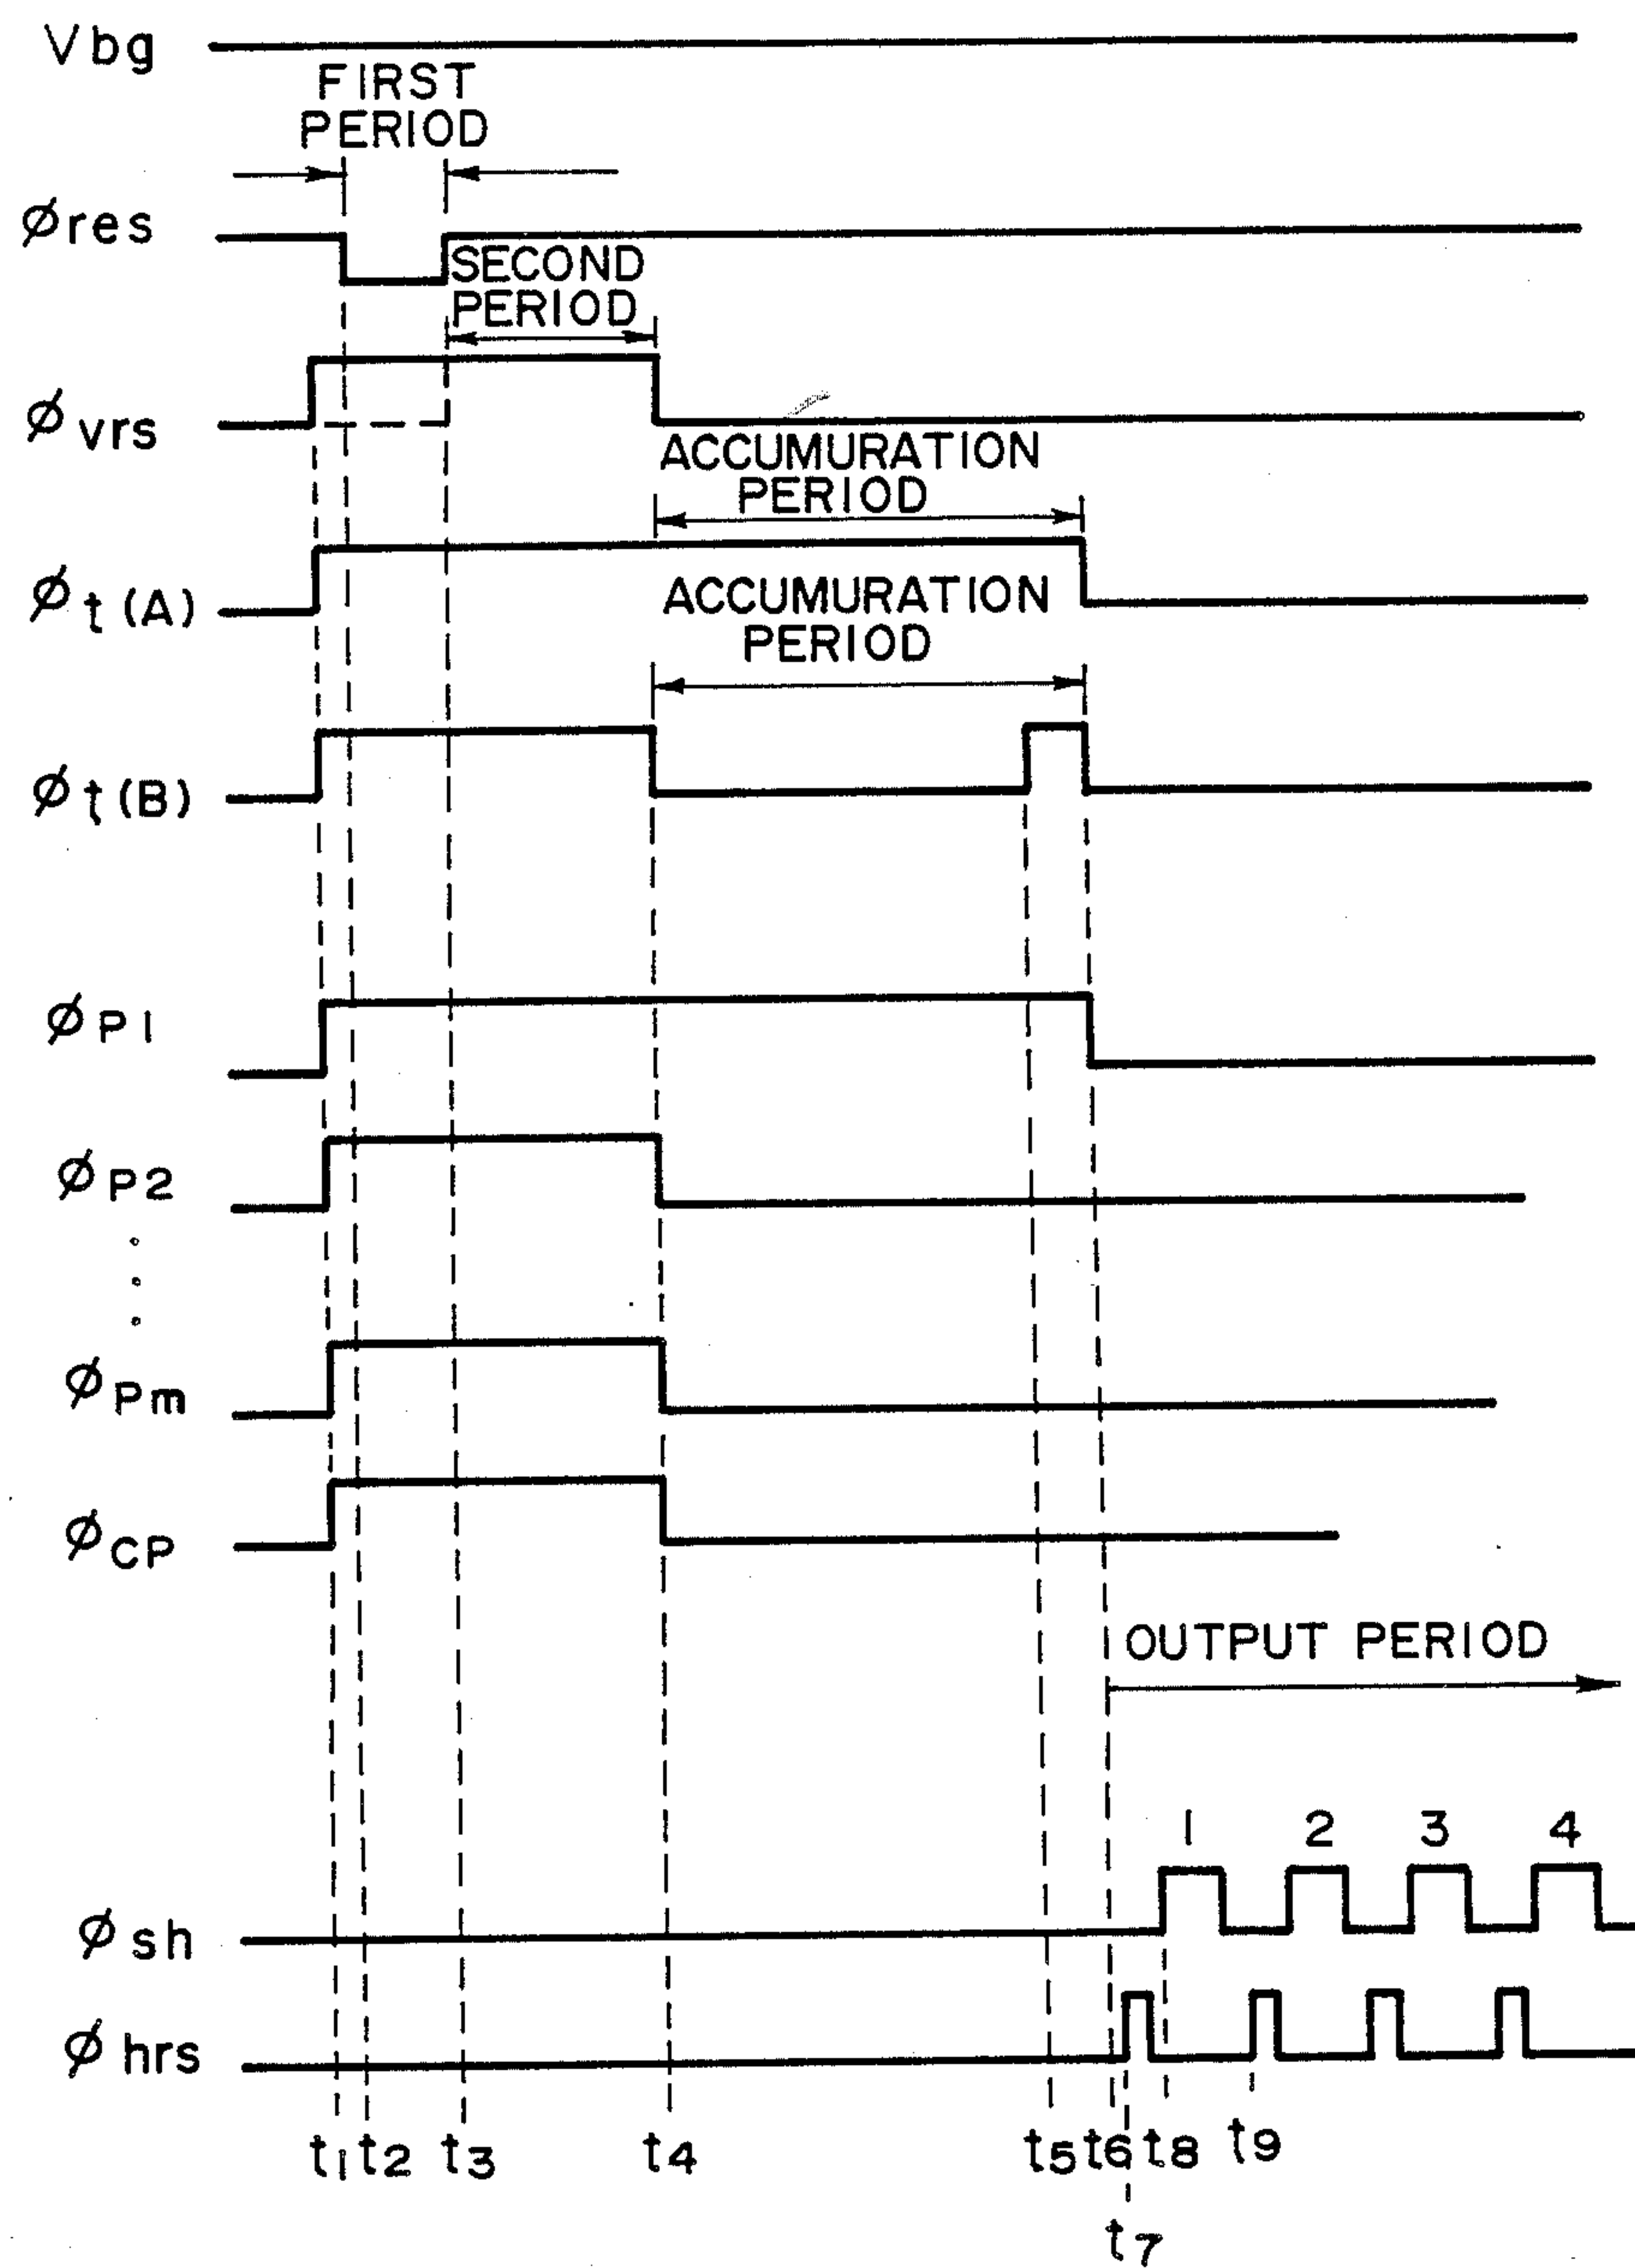 Vbg
FIRST
PERIOD
φres
SECOND
PERIOD
φvrs
ACCUMURATION
PERIOD
φt(A)
ACCUMURATION
PERIOD
φt(B)
φP1
φP2
φPm
φCP
OUTPUT PERIOD
1 2 3 4
φsh
φhrs
t1 t2 t3 t4 t5 t6 t8 t9
t7